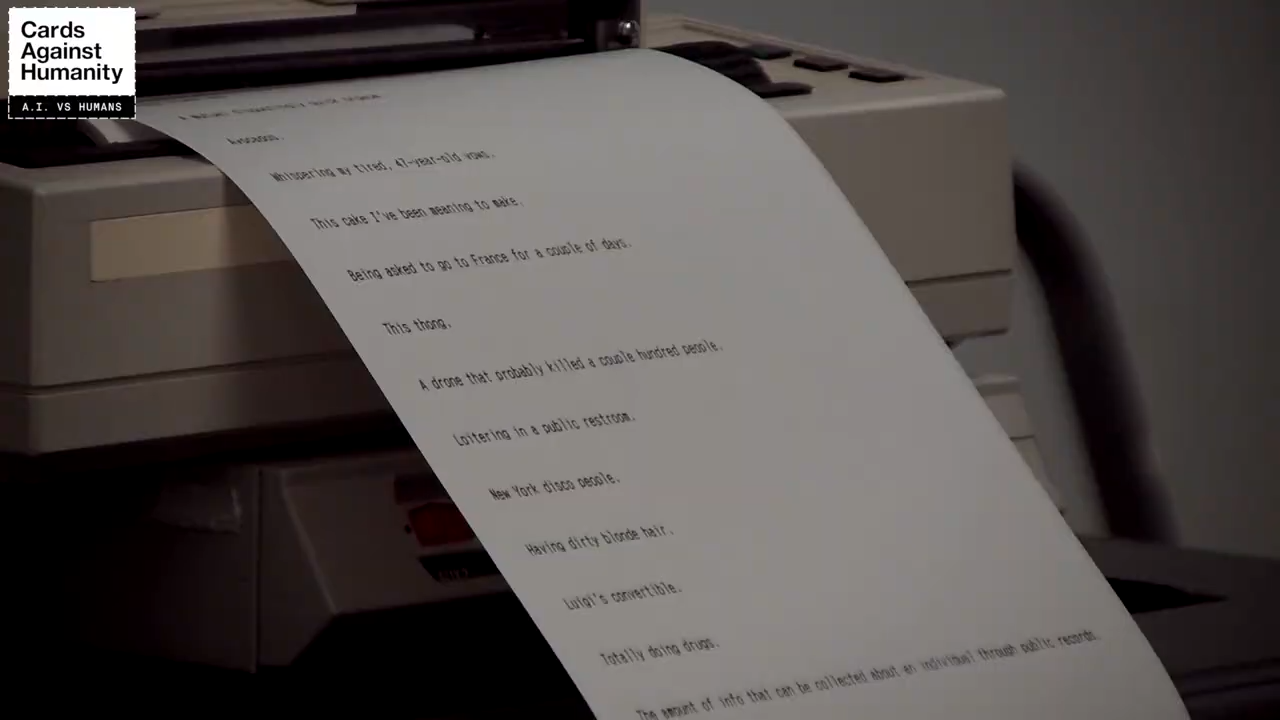 Cards
Against
Humanity
A.I. VS HUMANS
Avocados.
Whispering my tired, 47-year-old vows.
This cake I've been meaning to make.
Being asked to go to France for a couple of days.
This thong.
A drone that probably killed a couple hundred people.
Loitering in a public restroom.
New York disco people.
Having dirty blonde hair.
Luigi's convertible.
Totally doing drugs.
The amount of info that can be collected about an individual through public records.